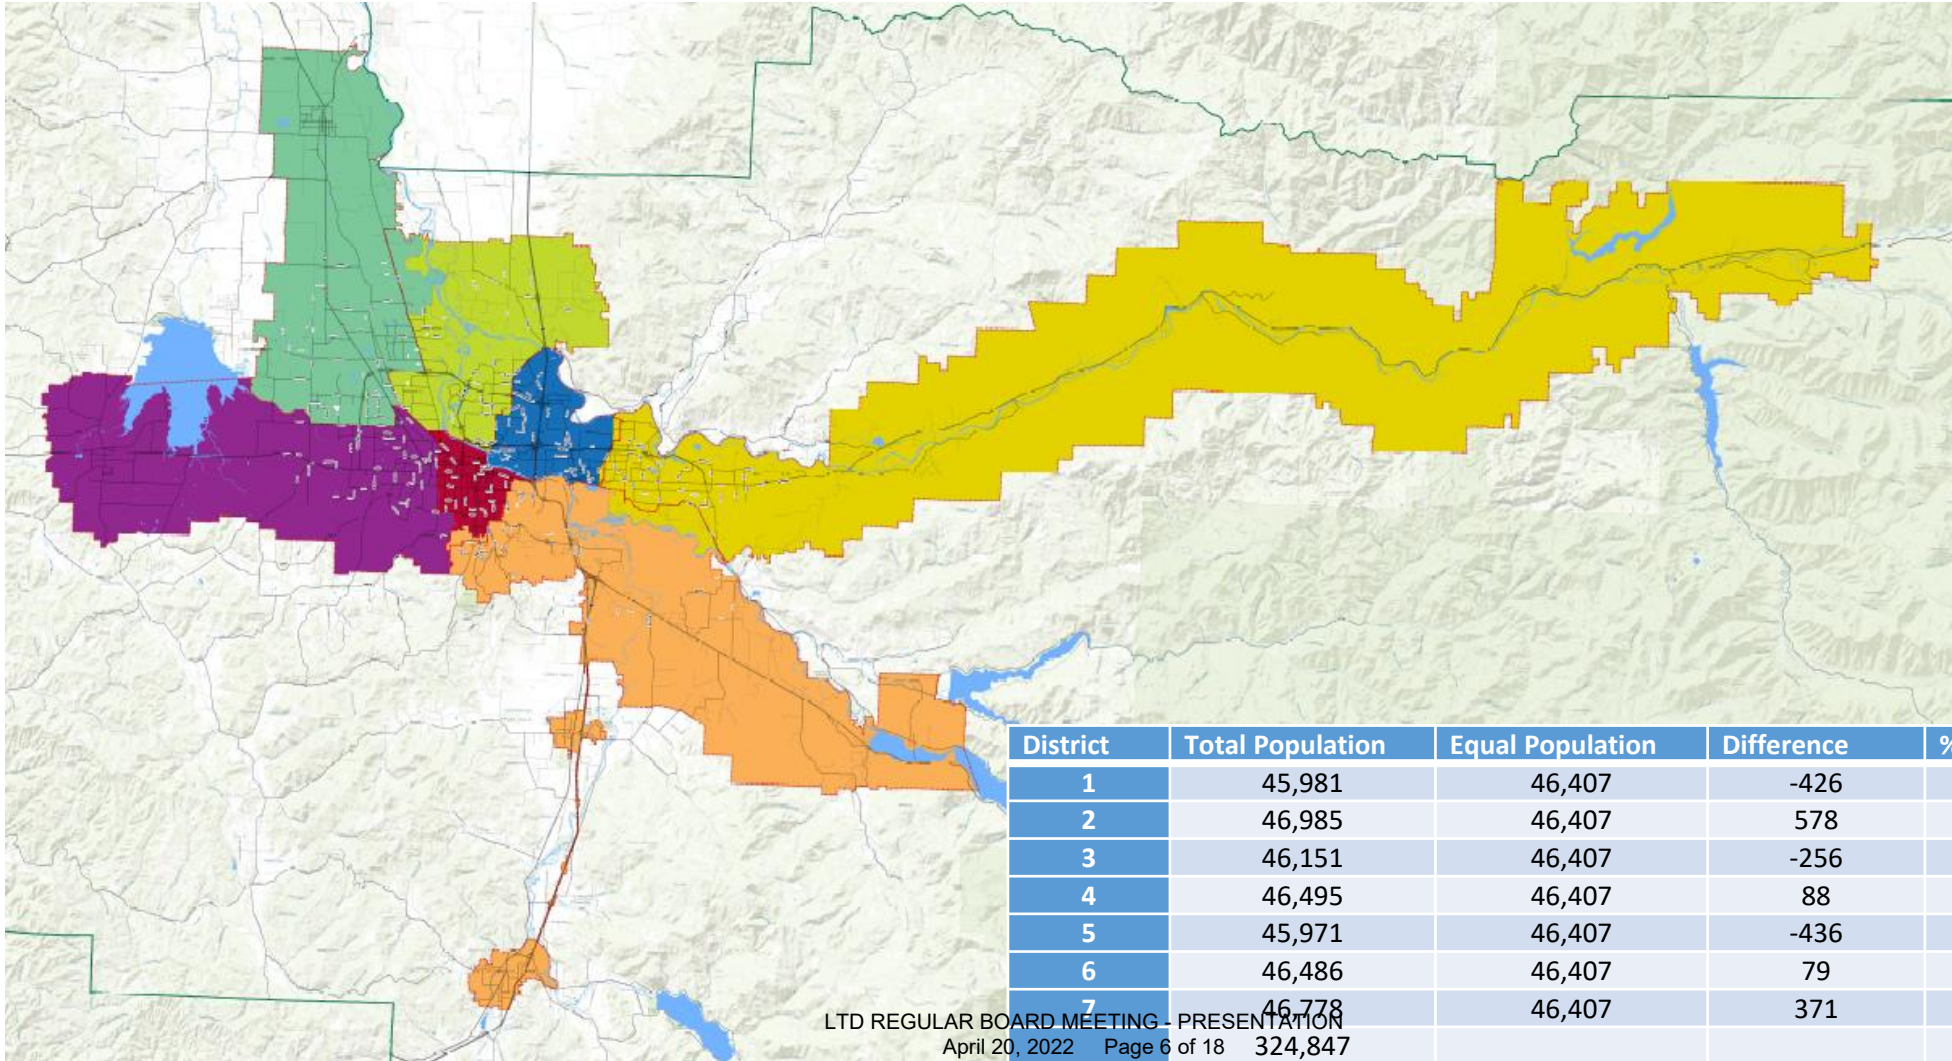 District Total Population Equal Population Difference %
1 45,981 46,407 -426
2 46,985 46,407 578
3 46,151 46,407 -256
4 46,495 46,407 88
5 45,971 46,407 -436
6 46,486 46,407 79
7 46,778 46,407 371
LTD REGULAR BOARD MEETING - PRESENTATION
April 20, 2022 Page 6 of 18 324,847